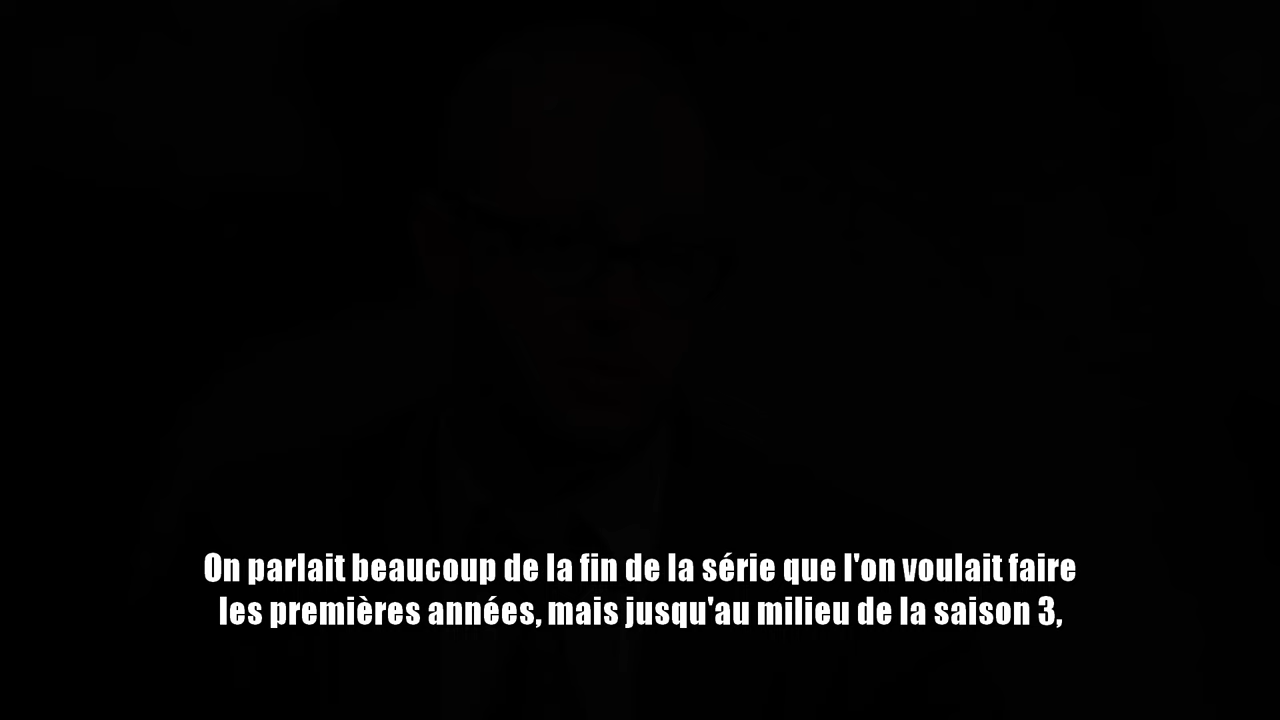 On parlait beaucoup de la fin de la série que l'on voulait faire
les premières années, mais jusqu'au milieu de la saison 3,